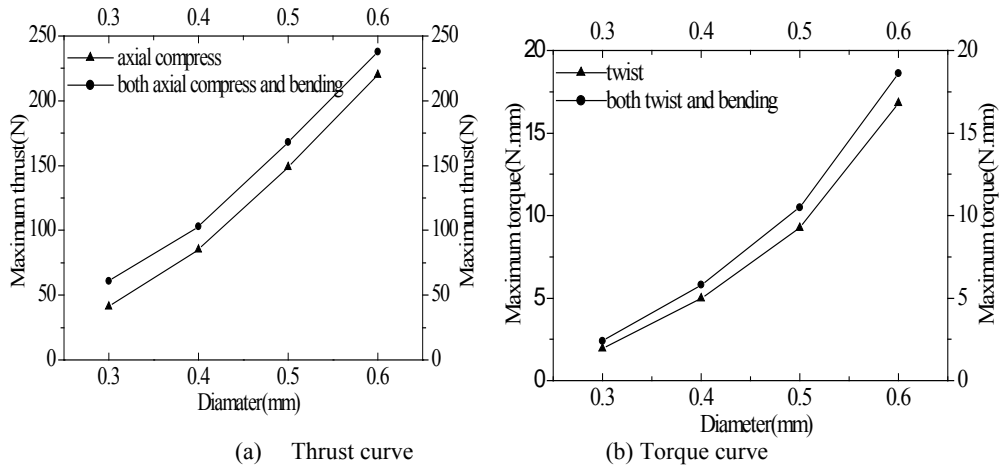 0.3 0.4 0.5 0.6
250 250
axial compress
both axial compress and bending
200 200
150 150
100 100
50 50
0 0
0.3 0.4 0.5 0.6
Maximum thrust(N)
Maximum thrust(N)
Diamater(mm)
(a) Thrust curve
0.3 0.4 0.5 0.6
20 20
twist
both twist and bending
15 15
10 10
5 5
0 0
0.3 0.4 0.5 0.6
Maximum torque(N.mm)
Maximum torque(N.mm)
Diameter(mm)
(b) Torque curve